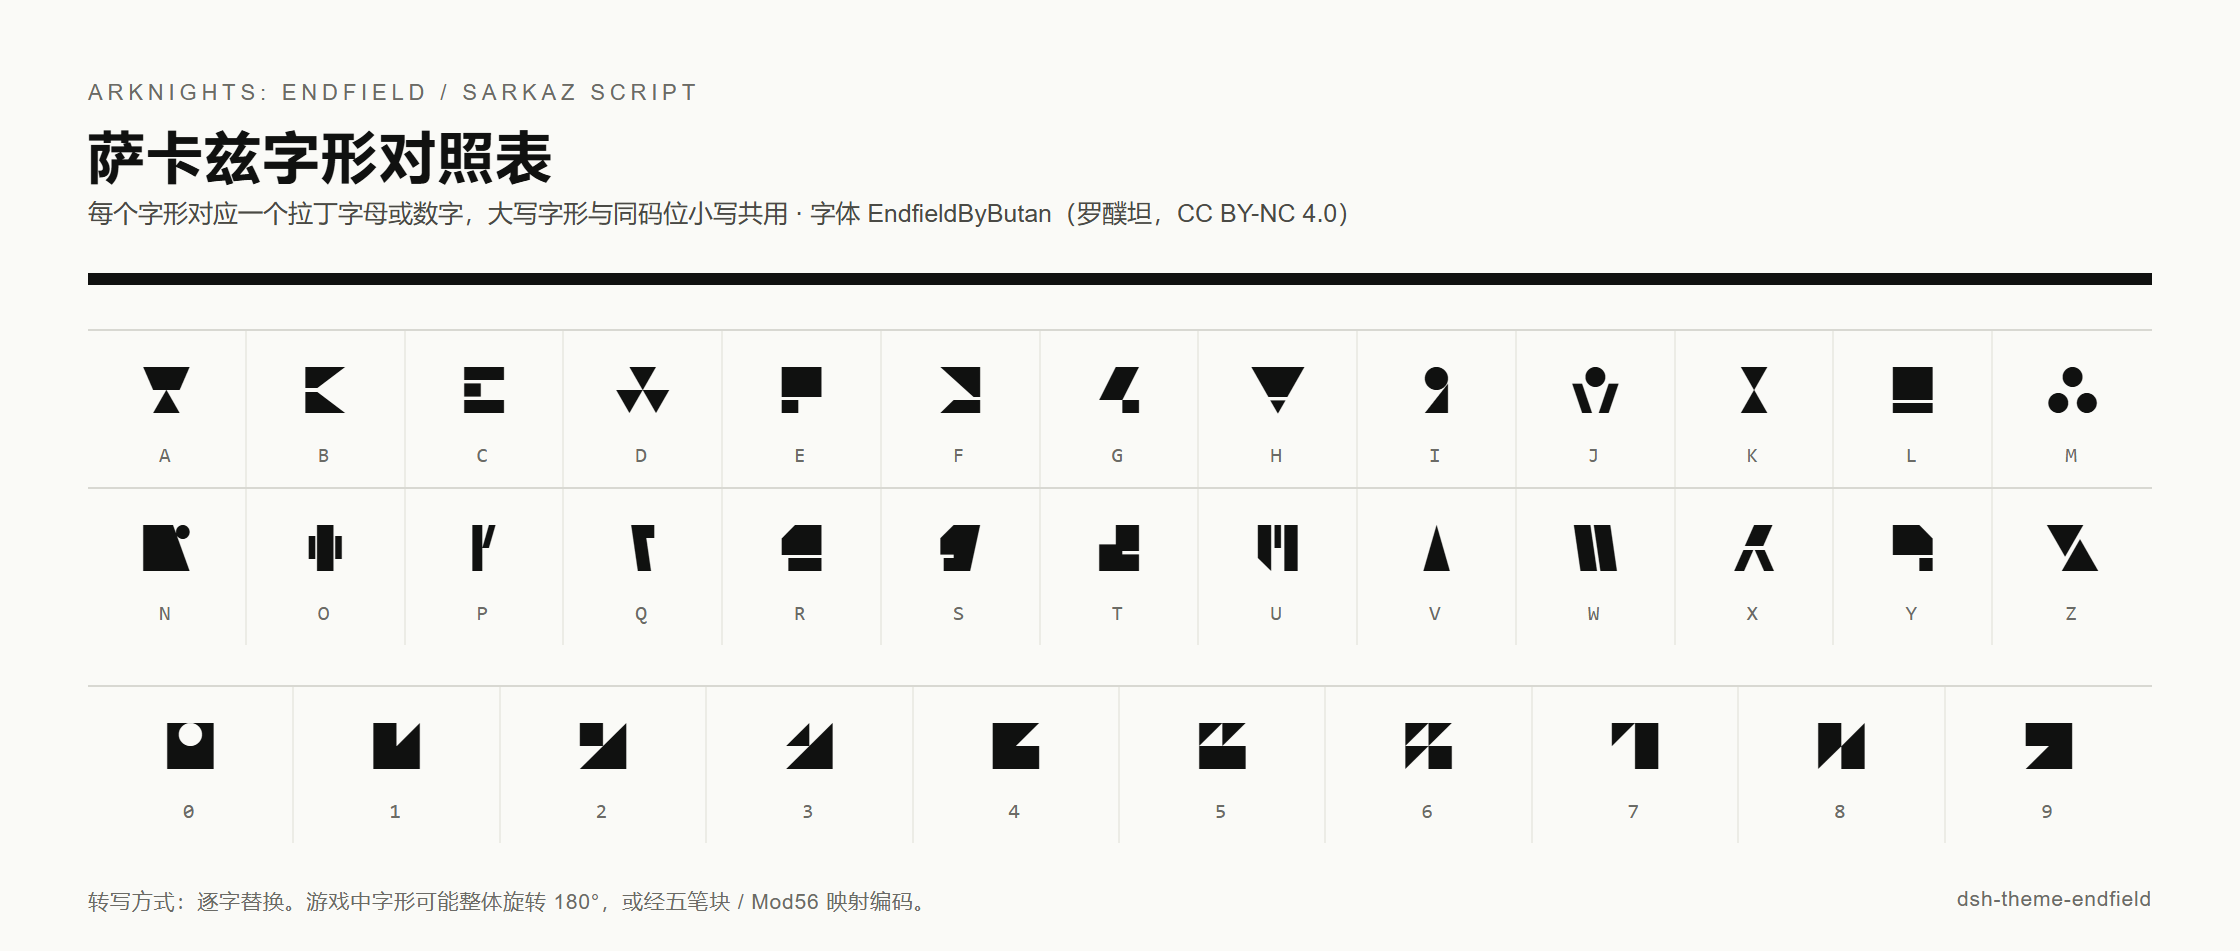 ARKNIGHTS: ENDFIELD / SARKAZ SCRIPT
萨卡兹字形对照表
每个字形对应一个拉丁字母或数字，大写字形与同码位小写共用 · 字体 EndfieldByButan（罗醭坦，CC BY-NC 4.0）
A B C D E F G H I J K L M
N O P Q R S T U V W X Y Z
0 1 2 3 4 5 6 7 8 9
转写方式：逐字替换。游戏中字形可能整体旋转 180°，或经五笔块 / Mod56 映射编码。
dsh-theme-endfield